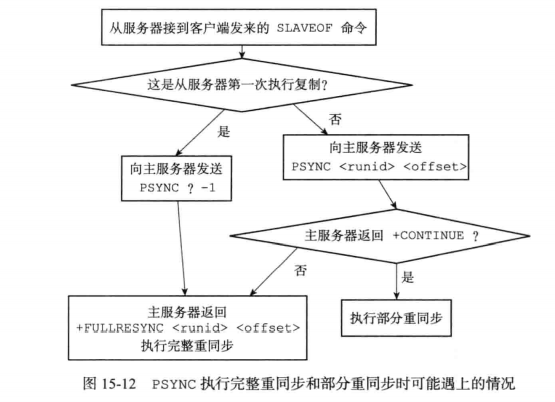 从服务器接到客户端发来的 SLAVEOF 命令
这是从服务器第一次执行复制?
是
否
向主服务器发送
PSYNC ? -1
向主服务器发送
PSYNC <runid> <offset>
主服务器返回 +CONTINUE ?
否
是
主服务器返回
+FULLRESYNC <runid> <offset>
执行完整重同步
执行部分重同步
图 15-12 PSYNC 执行完整重同步和部分重同步时可能遇上的情况